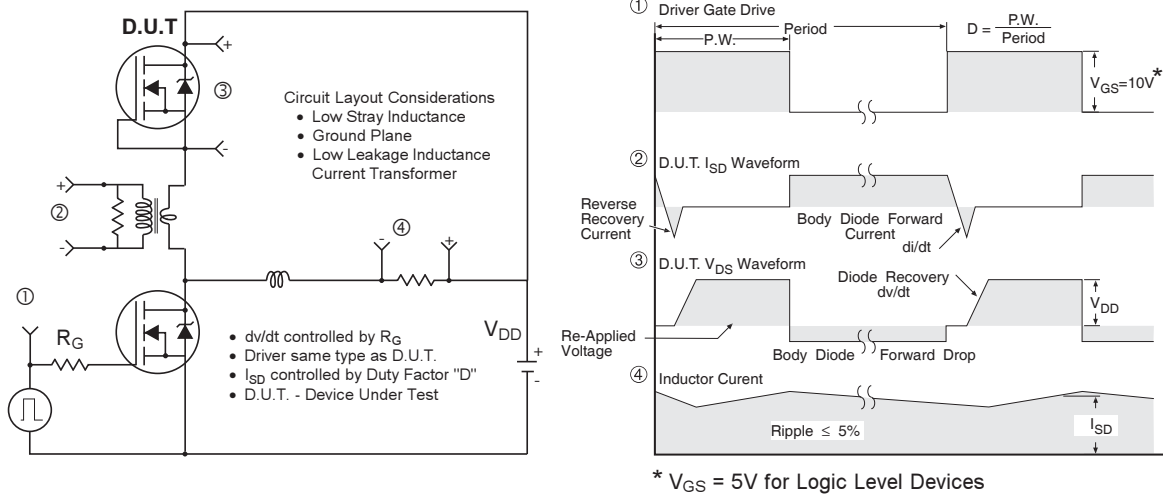 D.U.T
+
③
-
Circuit Layout Considerations
• Low Stray Inductance
• Ground Plane
• Low Leakage Inductance
Current Transformer
+
②
-
④
-
+
①
R_G
V_DD
+
-
• dv/dt controlled by R_G
• Driver same type as D.U.T.
• I_SD controlled by Duty Factor "D"
• D.U.T. - Device Under Test
① Driver Gate Drive
Period
P.W.
D = P.W. / Period
V_GS=10V *
② D.U.T. I_SD Waveform
Reverse
Recovery
Current
Body Diode Forward
Current
di/dt
③ D.U.T. V_DS Waveform
Diode Recovery
dv/dt
V_DD
Re-Applied
Voltage
Body Diode Forward Drop
④ Inductor Curent
Ripple ≤ 5%
I_SD
* V_GS = 5V for Logic Level Devices